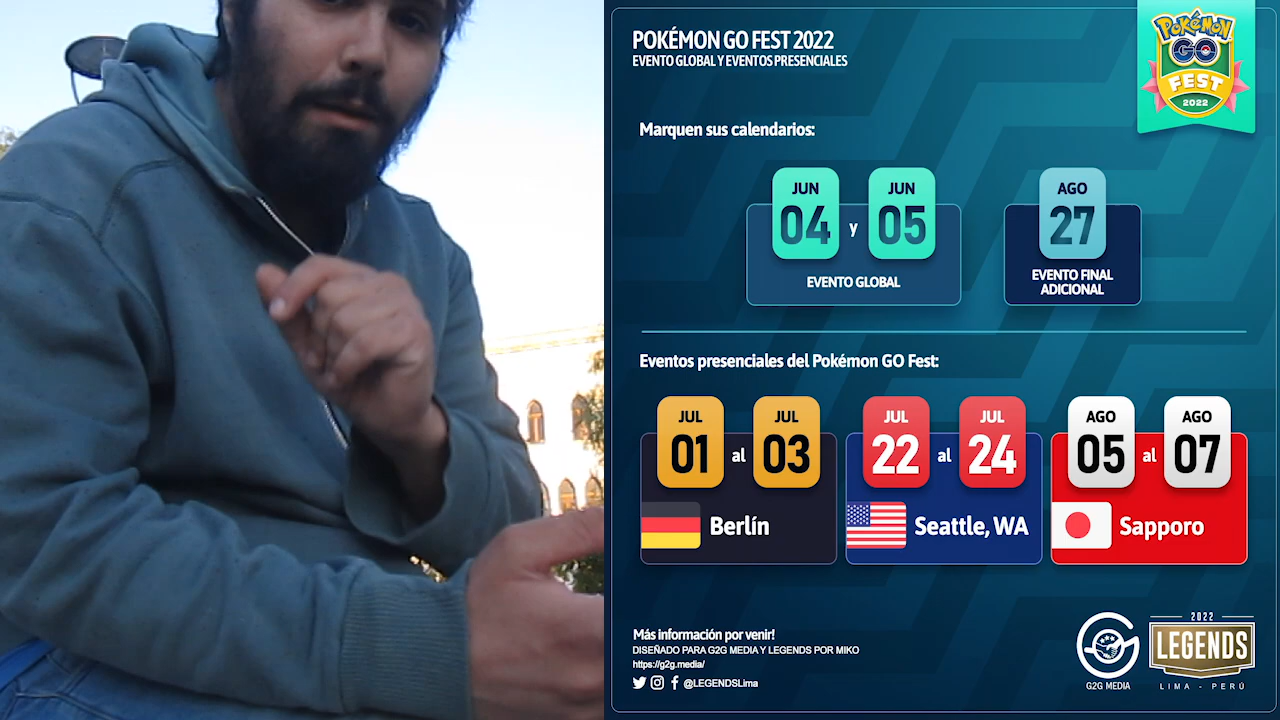 POKÉMON GO FEST 2022
EVENTO GLOBAL Y EVENTOS PRESENCIALES
POKÉMON
GO
FEST
2022
Marquen sus calendarios:
JUN
04
y
JUN
05
EVENTO GLOBAL
AGO
27
EVENTO FINAL
ADICIONAL
Eventos presenciales del Pokémon GO Fest:
JUL
01
al
JUL
03
Berlín
JUL
22
al
JUL
24
Seattle, WA
AGO
05
al
AGO
07
Sapporo
Más información por venir!
DISEÑADO PARA G2G MEDIA Y LEGENDS POR MIKO
https://g2g.media/
@LEGENDSLima
G2G MEDIA
2022
LEGENDS
LIMA - PERÚ